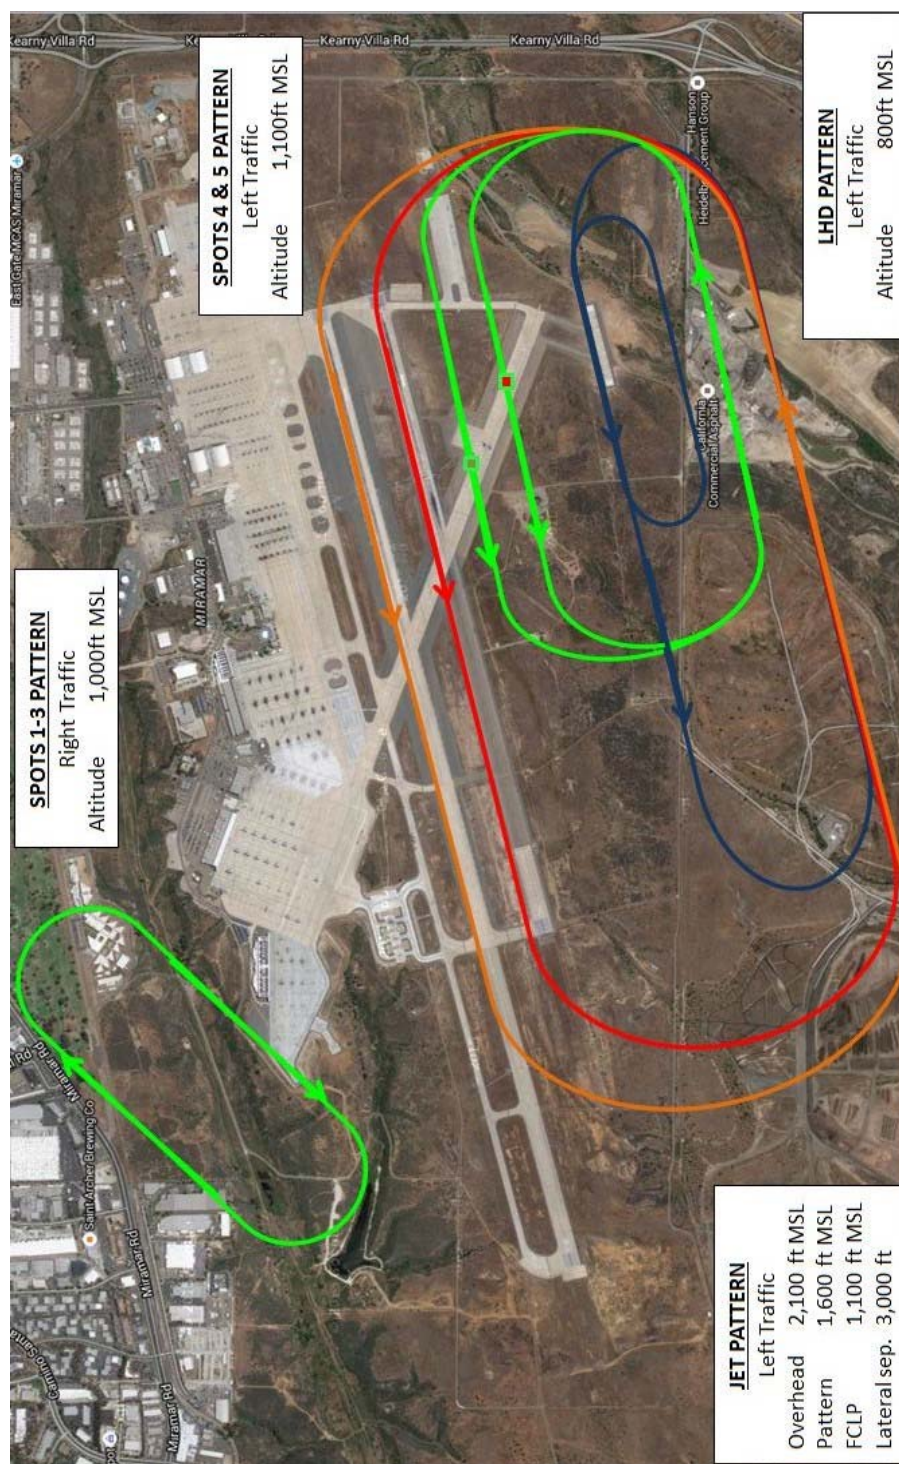 Kearny Villa Rd
Kearny Villa Rd
Kearny Villa Rd
East Gate MCAS Miramar
SPOTS 4 & 5 PATTERN
Left Traffic
Altitude 1,100ft MSL
Hanson
Heidelberg Cement Group
LHD PATTERN
Left Traffic
Altitude 800ft MSL
California
Commercial Asphalt
MIRAMAR
SPOTS 1-3 PATTERN
Right Traffic
Altitude 1,000ft MSL
Miramar Rd
Saint Archer Brewing Co
Miramar Rd
Miramar Rd
Camino Santa
JET PATTERN
Left Traffic
Overhead 2,100 ft MSL
Pattern 1,600 ft MSL
FCLP 1,100 ft MSL
Lateral sep. 3,000 ft